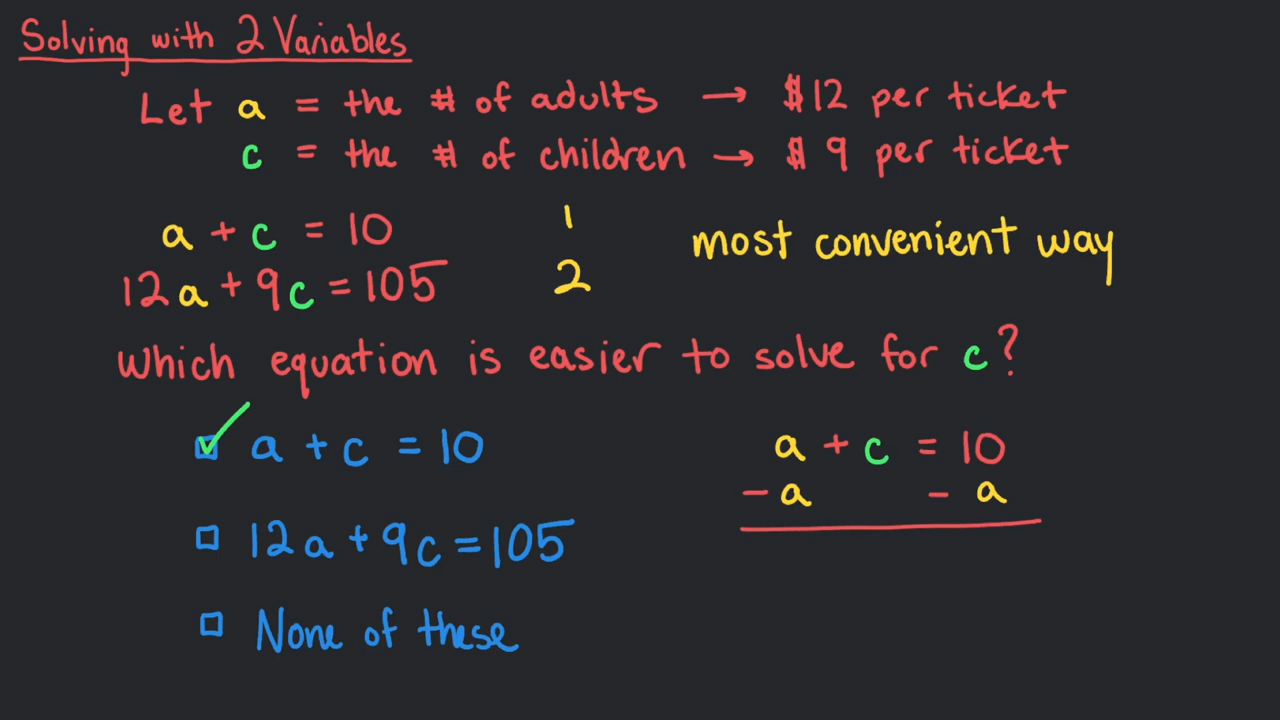 Solving with 2 Variables
Let a = the # of adults → $12 per ticket
c = the # of children → $9 per ticket
a + c = 10 1
12a + 9c = 105 2
most convenient way
Which equation is easier to solve for c?
a + c = 10
12a + 9c = 105
None of these
a + c = 10
- a - a